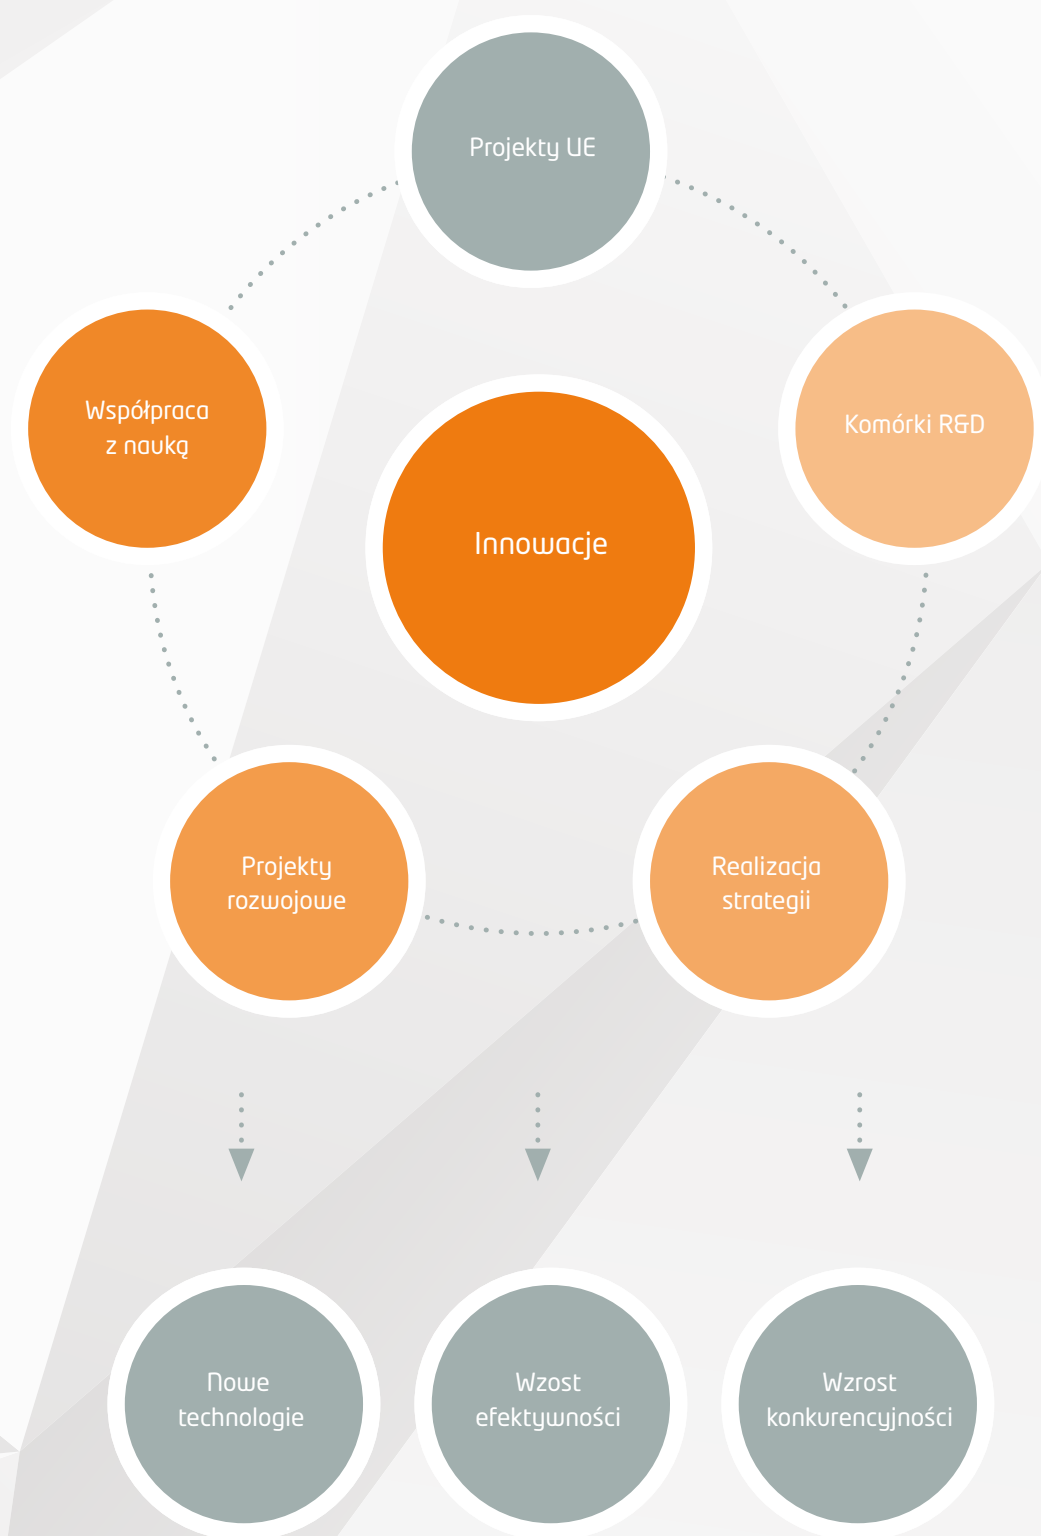 Projekty UE
Współpraca
z nauką
Komórki R&D
Innowacje
Projekty
rozwojowe
Realizacja
strategii
Nowe
technologie
Wzost
efektywności
Wzrost
konkurencyjności